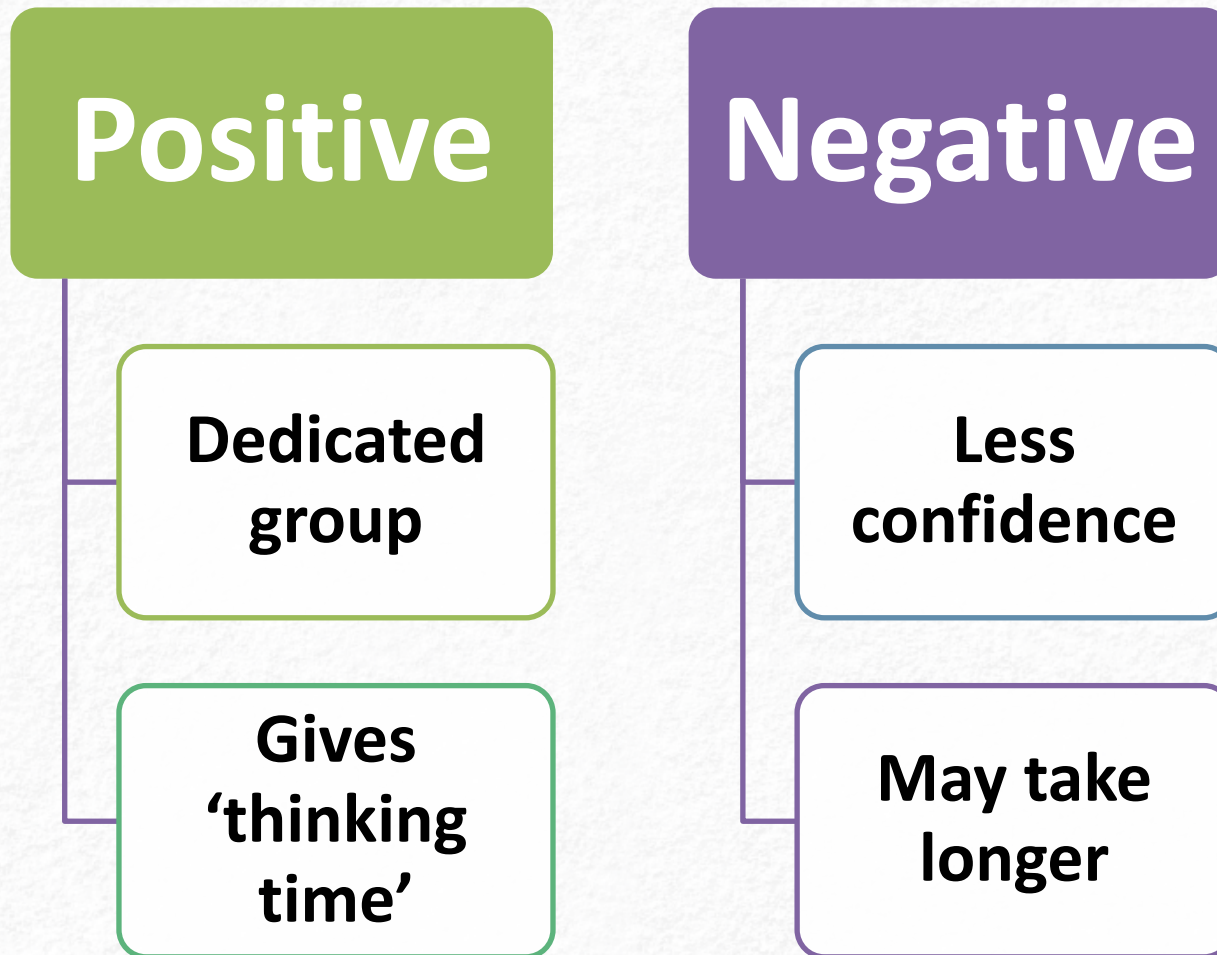 Positive
Dedicated
group
Gives
‘thinking
time’
Negative
Less
confidence
May take
longer